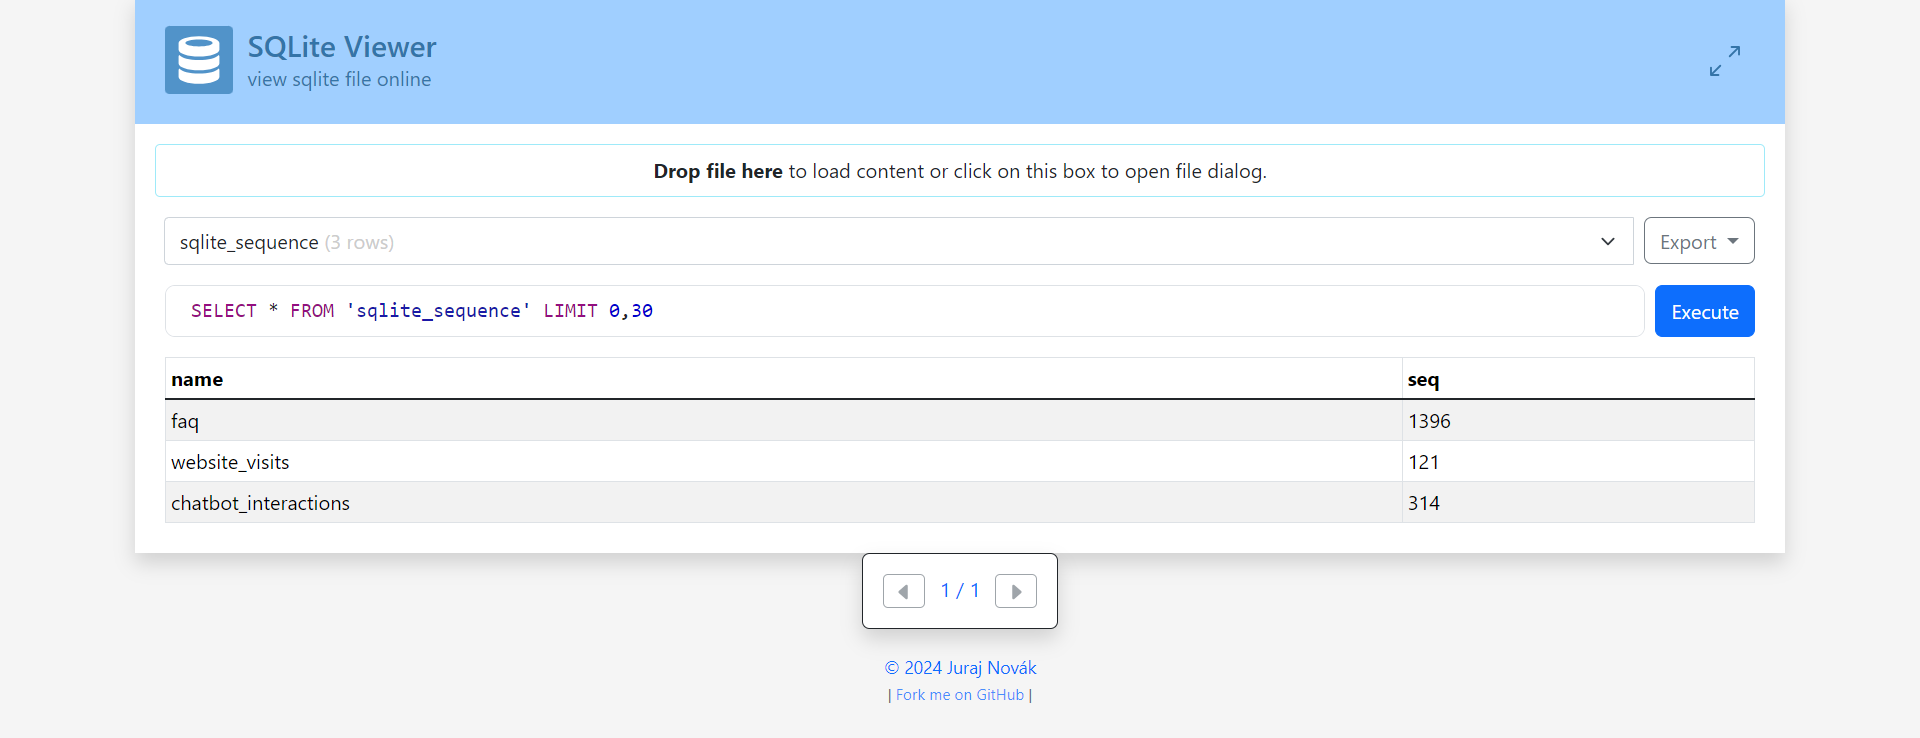 SQLite Viewer
view sqlite file online
Drop file here to load content or click on this box to open file dialog.
sqlite_sequence (3 rows)
Export
SELECT * FROM 'sqlite_sequence' LIMIT 0,30
Execute
name seq
faq 1396
website_visits 121
chatbot_interactions 314
1 / 1
© 2024 Juraj Novák
| Fork me on GitHub |